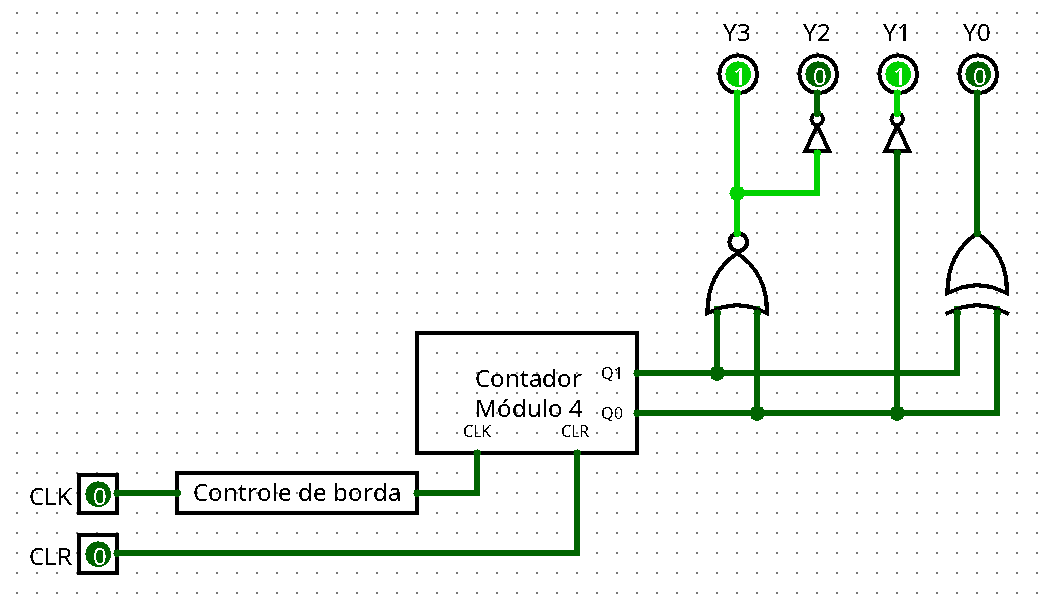 Y3 Y2 Y1 Y0
1 0 1 0
Contador
Módulo 4
Q1
Q0
CLK CLR
CLK 0 Controle de borda
CLR 0